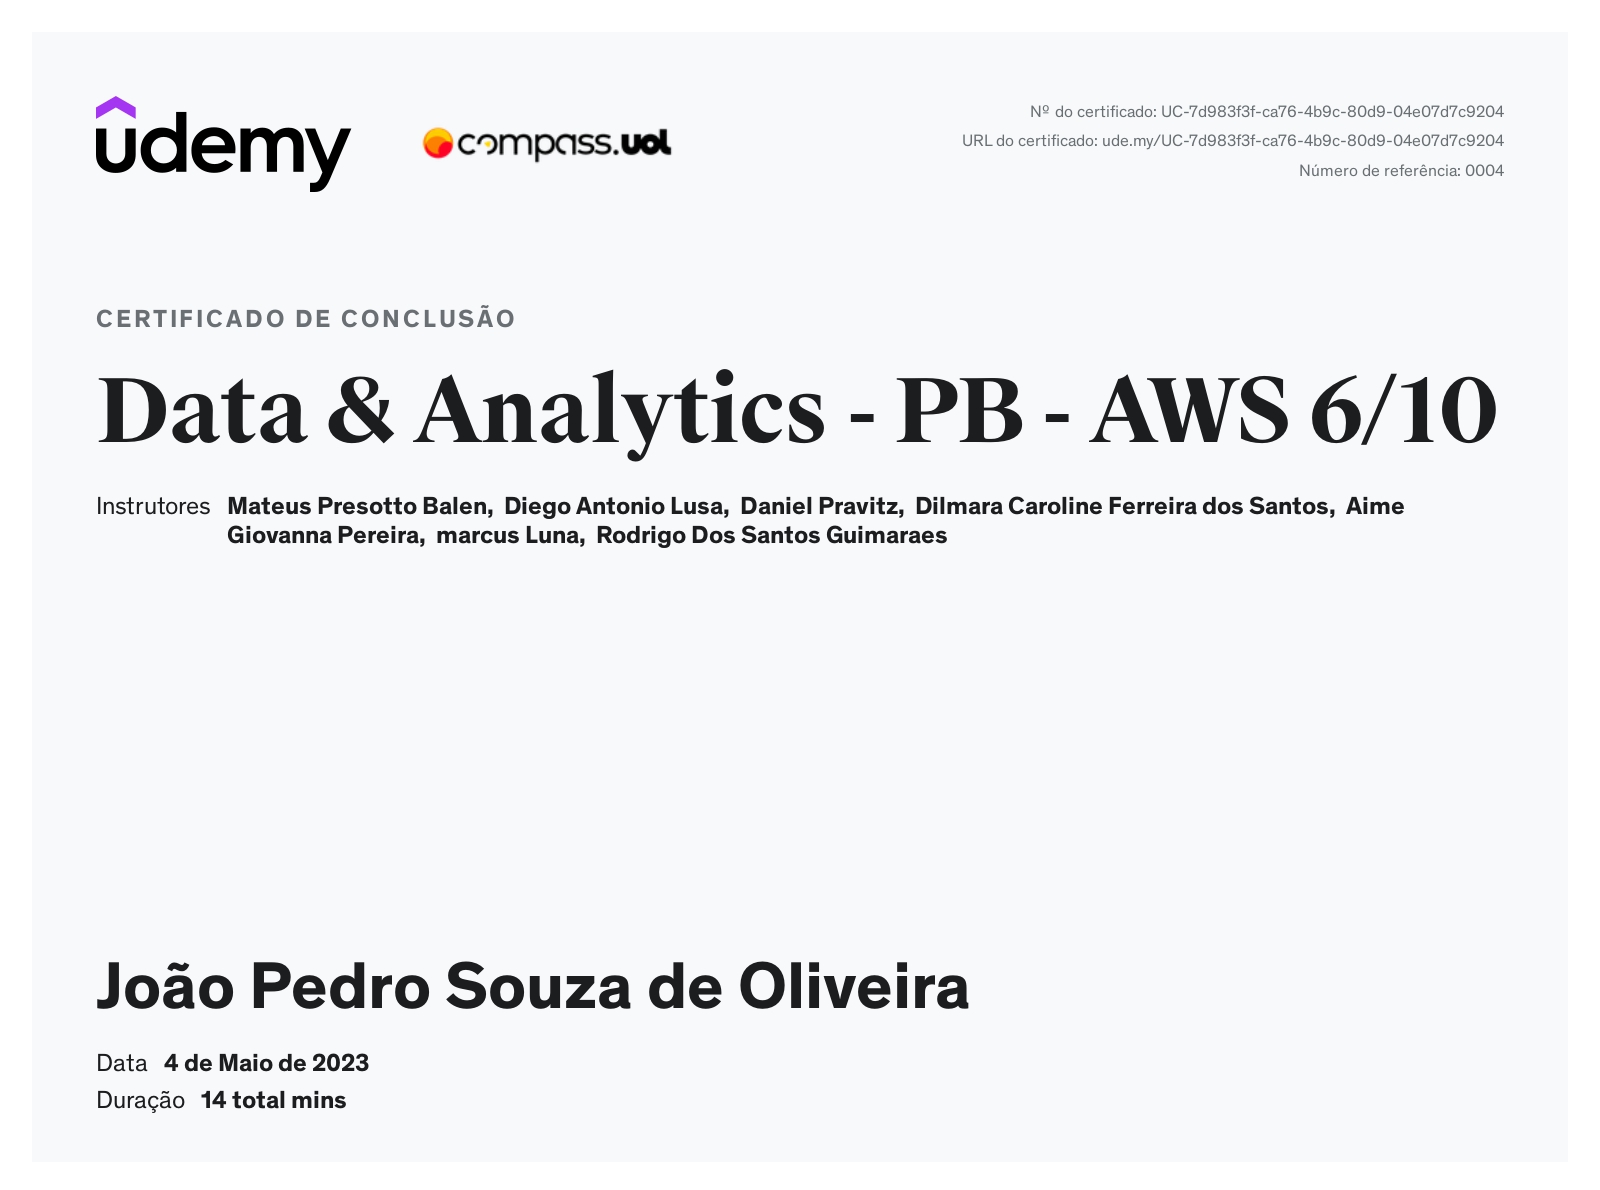 udemy
compass.uol
Nº do certificado: UC-7d983f3f-ca76-4b9c-80d9-04e07d7c9204
URL do certificado: ude.my/UC-7d983f3f-ca76-4b9c-80d9-04e07d7c9204
Número de referência: 0004
CERTIFICADO DE CONCLUSÃO
Data & Analytics - PB - AWS 6/10
Instrutores Mateus Presotto Balen, Diego Antonio Lusa, Daniel Pravitz, Dilmara Caroline Ferreira dos Santos, Aime
Giovanna Pereira, marcus Luna, Rodrigo Dos Santos Guimaraes
João Pedro Souza de Oliveira
Data 4 de Maio de 2023
Duração 14 total mins